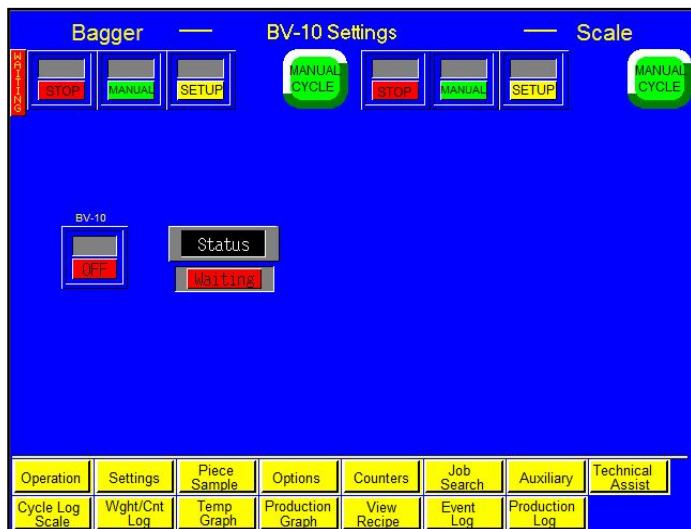 Bagger — BV-10 Settings — Scale
WAITING
STOP MANUAL SETUP MANUAL CYCLE STOP MANUAL SETUP MANUAL CYCLE
BV-10
OFF
Status
Waiting
Operation Settings Piece Sample Options Counters Job Search Auxiliary Technical Assist
Cycle Log Scale Wght/Cnt Log Temp Graph Production Graph View Recipe Event Log Production Log